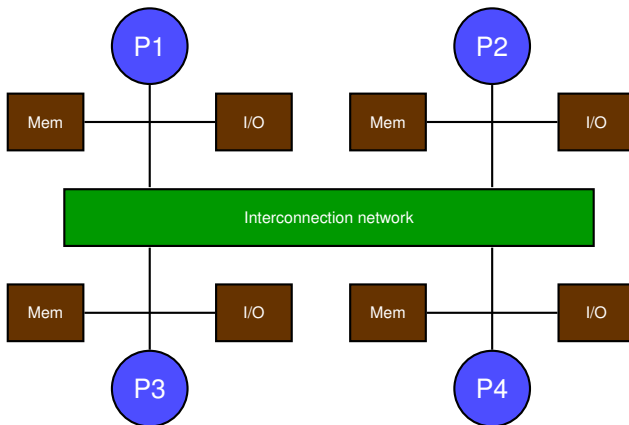 P1
P2
Mem
I/O
Mem
I/O
Interconnection network
Mem
I/O
Mem
I/O
P3
P4